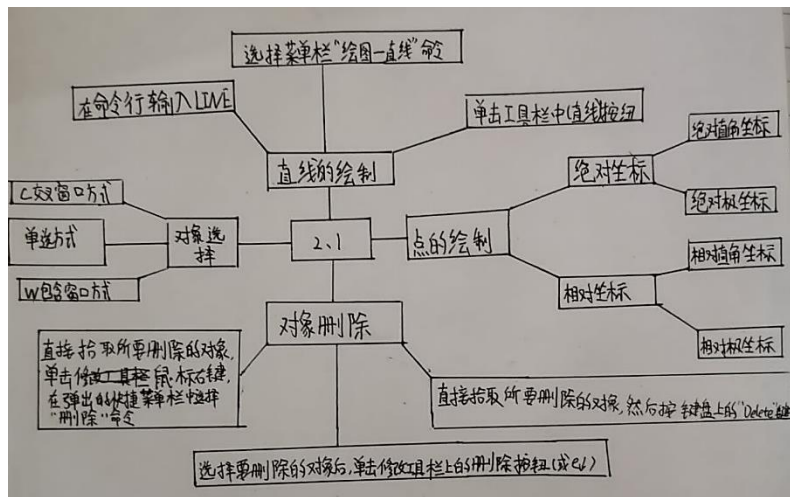 选择菜单栏“绘图—直线”命令
在命令行输入LINE
单击工具栏中(直线)按钮
绝对直角坐标
直线的绘制
绝对坐标
C交叉窗口方式
绝对极坐标
单选方式
对象选
择
2、1
点的绘制
相对直角坐标
W包含窗口方式
相对坐标
对象删除
相对极坐标
直接拾取所要删除的对象,
单击鼠标右键,
在弹出的快捷菜单栏中选择
“删除”命令
直接拾取所要删除的对象,然后按键盘上的“Delete”键
选择要删除的对象后,单击修改工具栏上的删除按钮(或e↙)